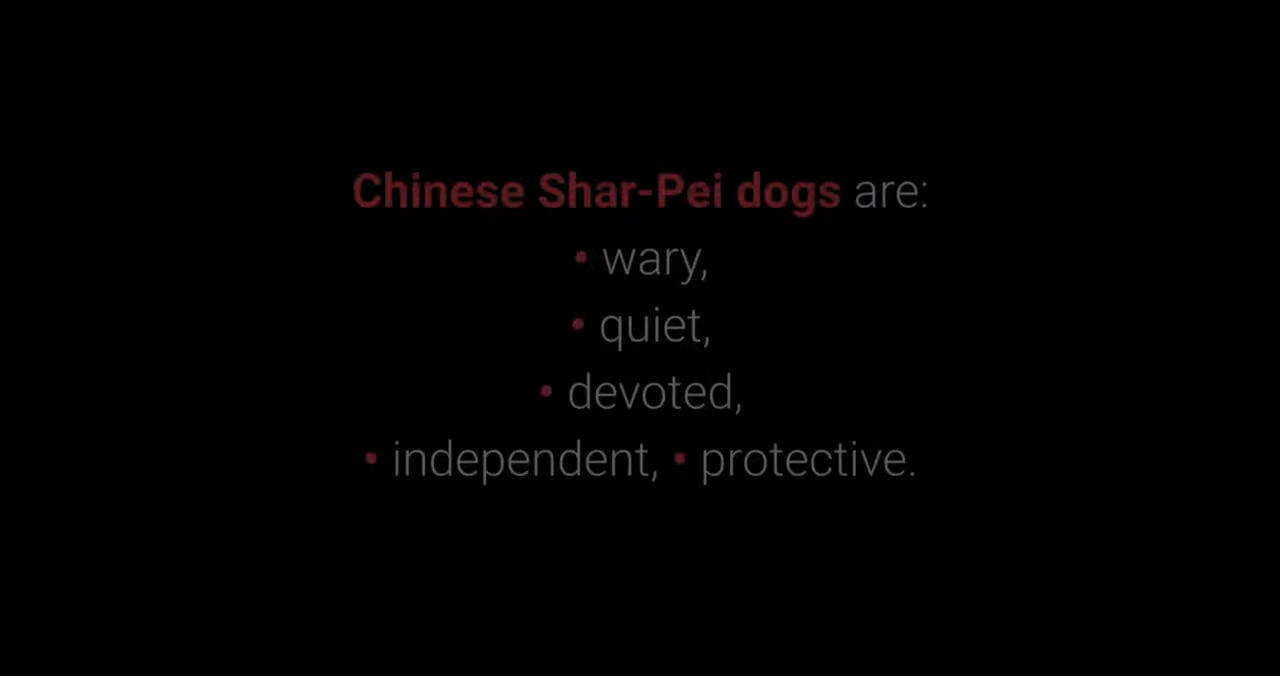 Chinese Shar-Pei dogs are:
• wary,
• quiet,
• devoted,
• independent, • protective.